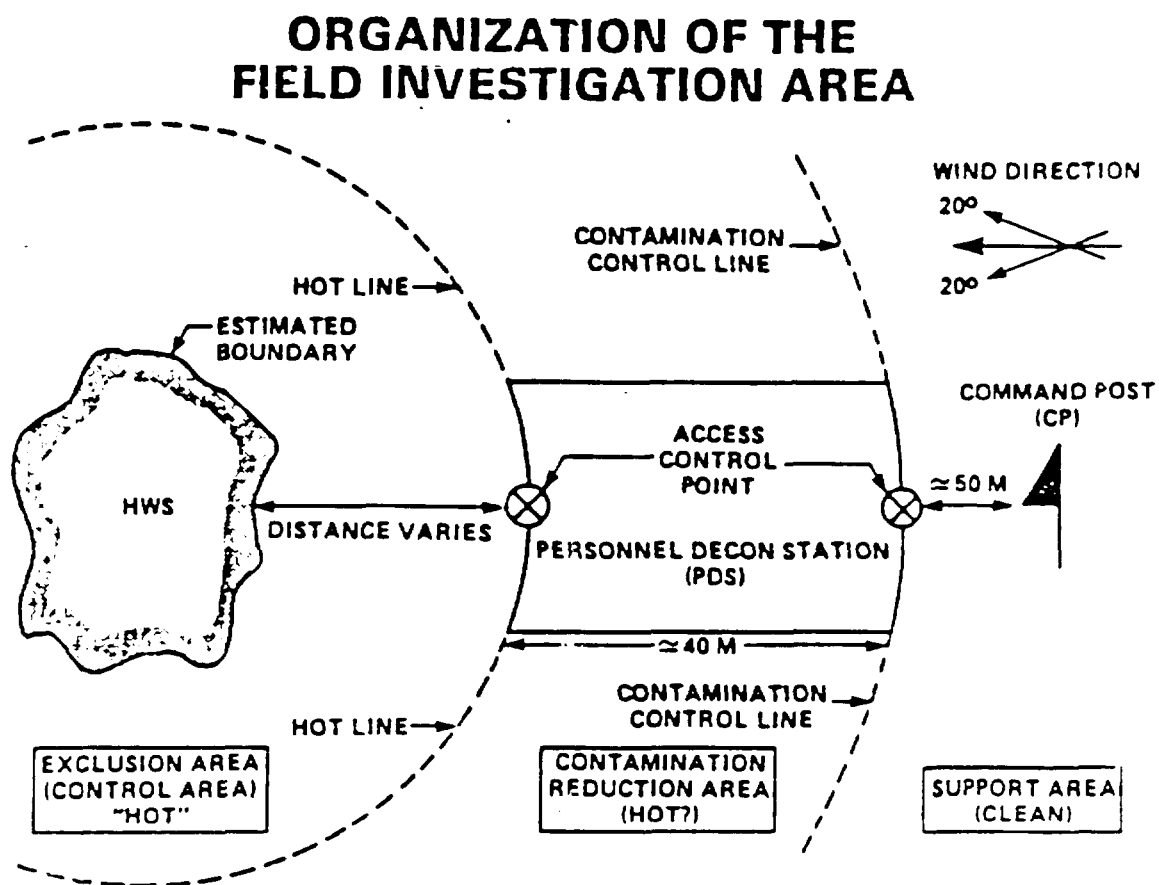 ORGANIZATION OF THE
FIELD INVESTIGATION AREA
WIND DIRECTION
20º
20º
CONTAMINATION
CONTROL LINE
HOT LINE
ESTIMATED
BOUNDARY
COMMAND POST
(CP)
ACCESS
CONTROL
POINT
≃50 M
HWS
DISTANCE VARIES
PERSONNEL DECON STATION
(PDS)
≃40 M
CONTAMINATION
CONTROL LINE
HOT LINE
EXCLUSION AREA
(CONTROL AREA)
"HOT"
CONTAMINATION
REDUCTION AREA
(HOT?)
SUPPORT AREA
(CLEAN)